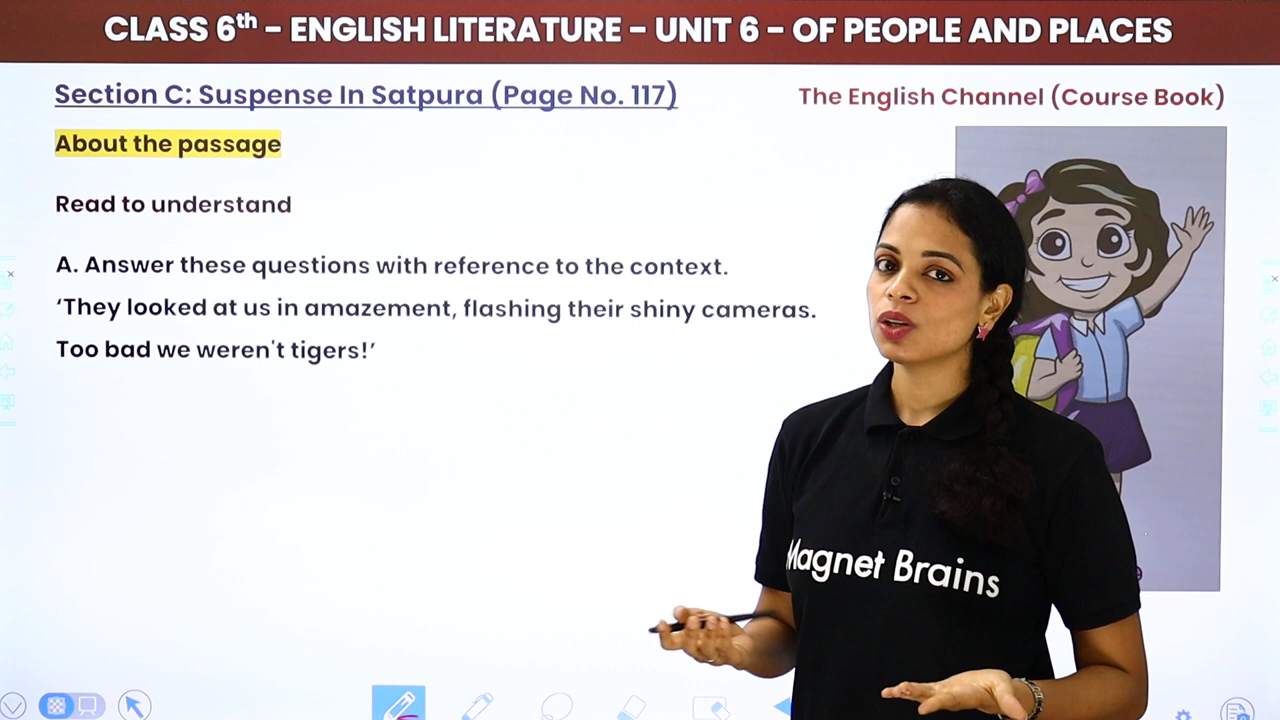 CLASS 6th - ENGLISH LITERATURE - UNIT 6 - OF PEOPLE AND PLACES
Section C: Suspense In Satpura (Page No. 117)
The English Channel (Course Book)
About the passage
Read to understand
A. Answer these questions with reference to the context.
‘They looked at us in amazement, flashing their shiny cameras.
Too bad we weren't tigers!’
Magnet Brains